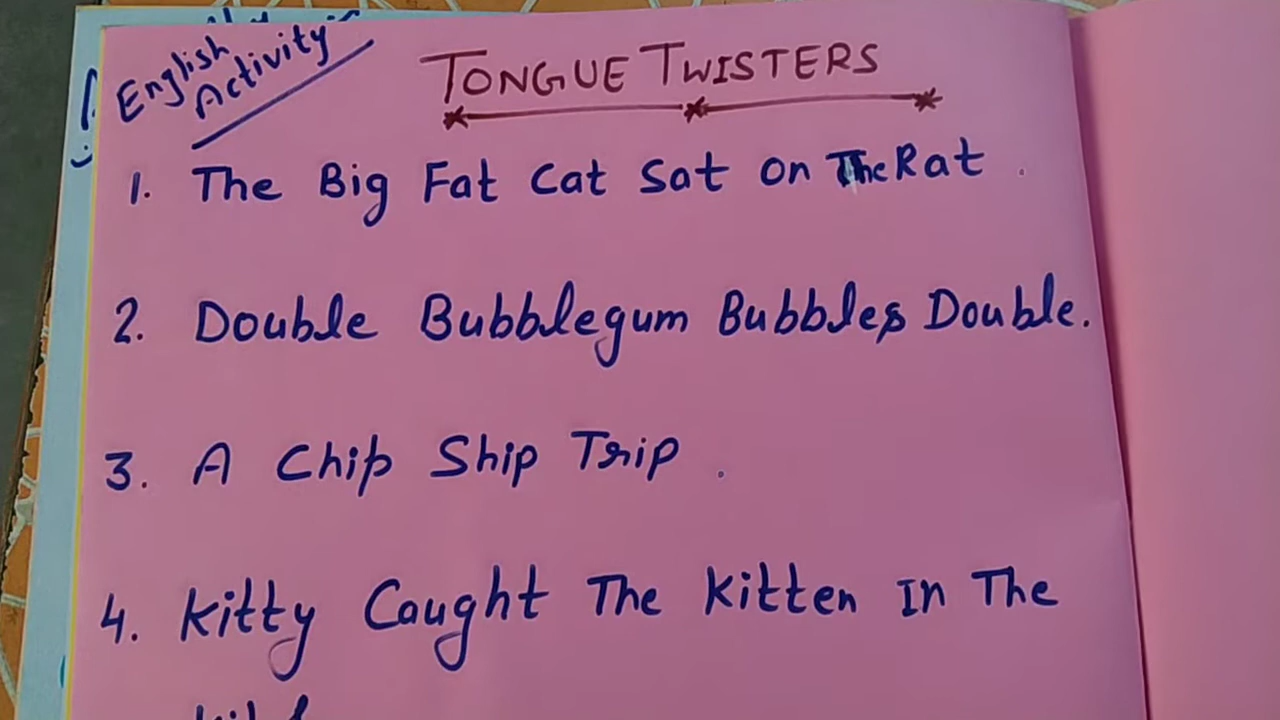 English
Activity
TONGUE TWISTERS
1. The Big Fat Cat Sat On The Rat .
2. Double Bubblegum Bubbles Double.
3. A Chip Ship Trip .
4. Kitty Caught The Kitten In The